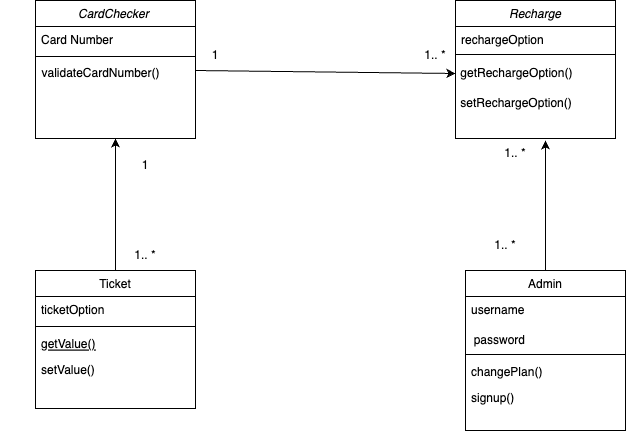 CardChecker
Card Number
validateCardNumber()
1
1.. *
Recharge
rechargeOption
getRechargeOption()
setRechargeOption()
1
1.. *
1.. *
1.. *
Ticket
ticketOption
getValue()
setValue()
Admin
username
password
changePlan()
signup()